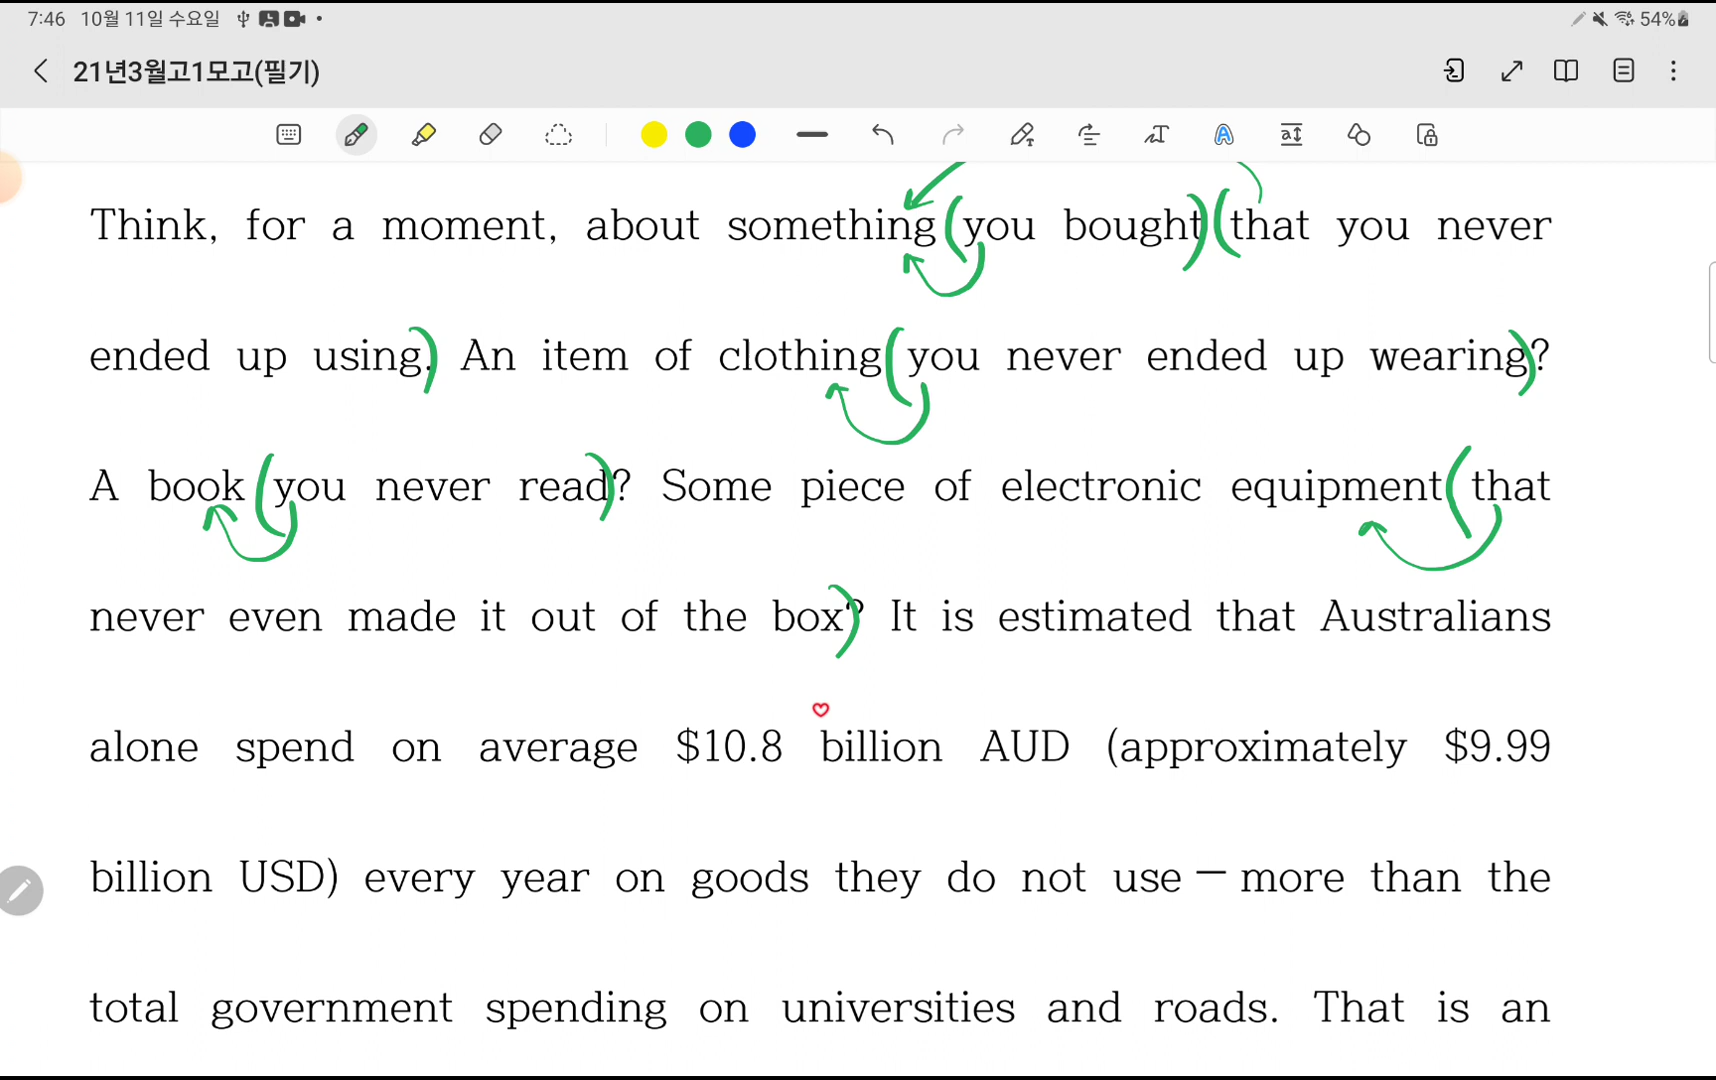 7:46 10월 11일 수요일 54%
21년3월고1모고(필기)
Think, for a moment, about something (you bought) (that you never
ended up using.) An item of clothing (you never ended up wearing)?
A book (you never read)? Some piece of electronic equipment (that
never even made it out of the box)? It is estimated that Australians
alone spend on average $10.8 billion AUD (approximately $9.99
billion USD) every year on goods they do not use — more than the
total government spending on universities and roads. That is an